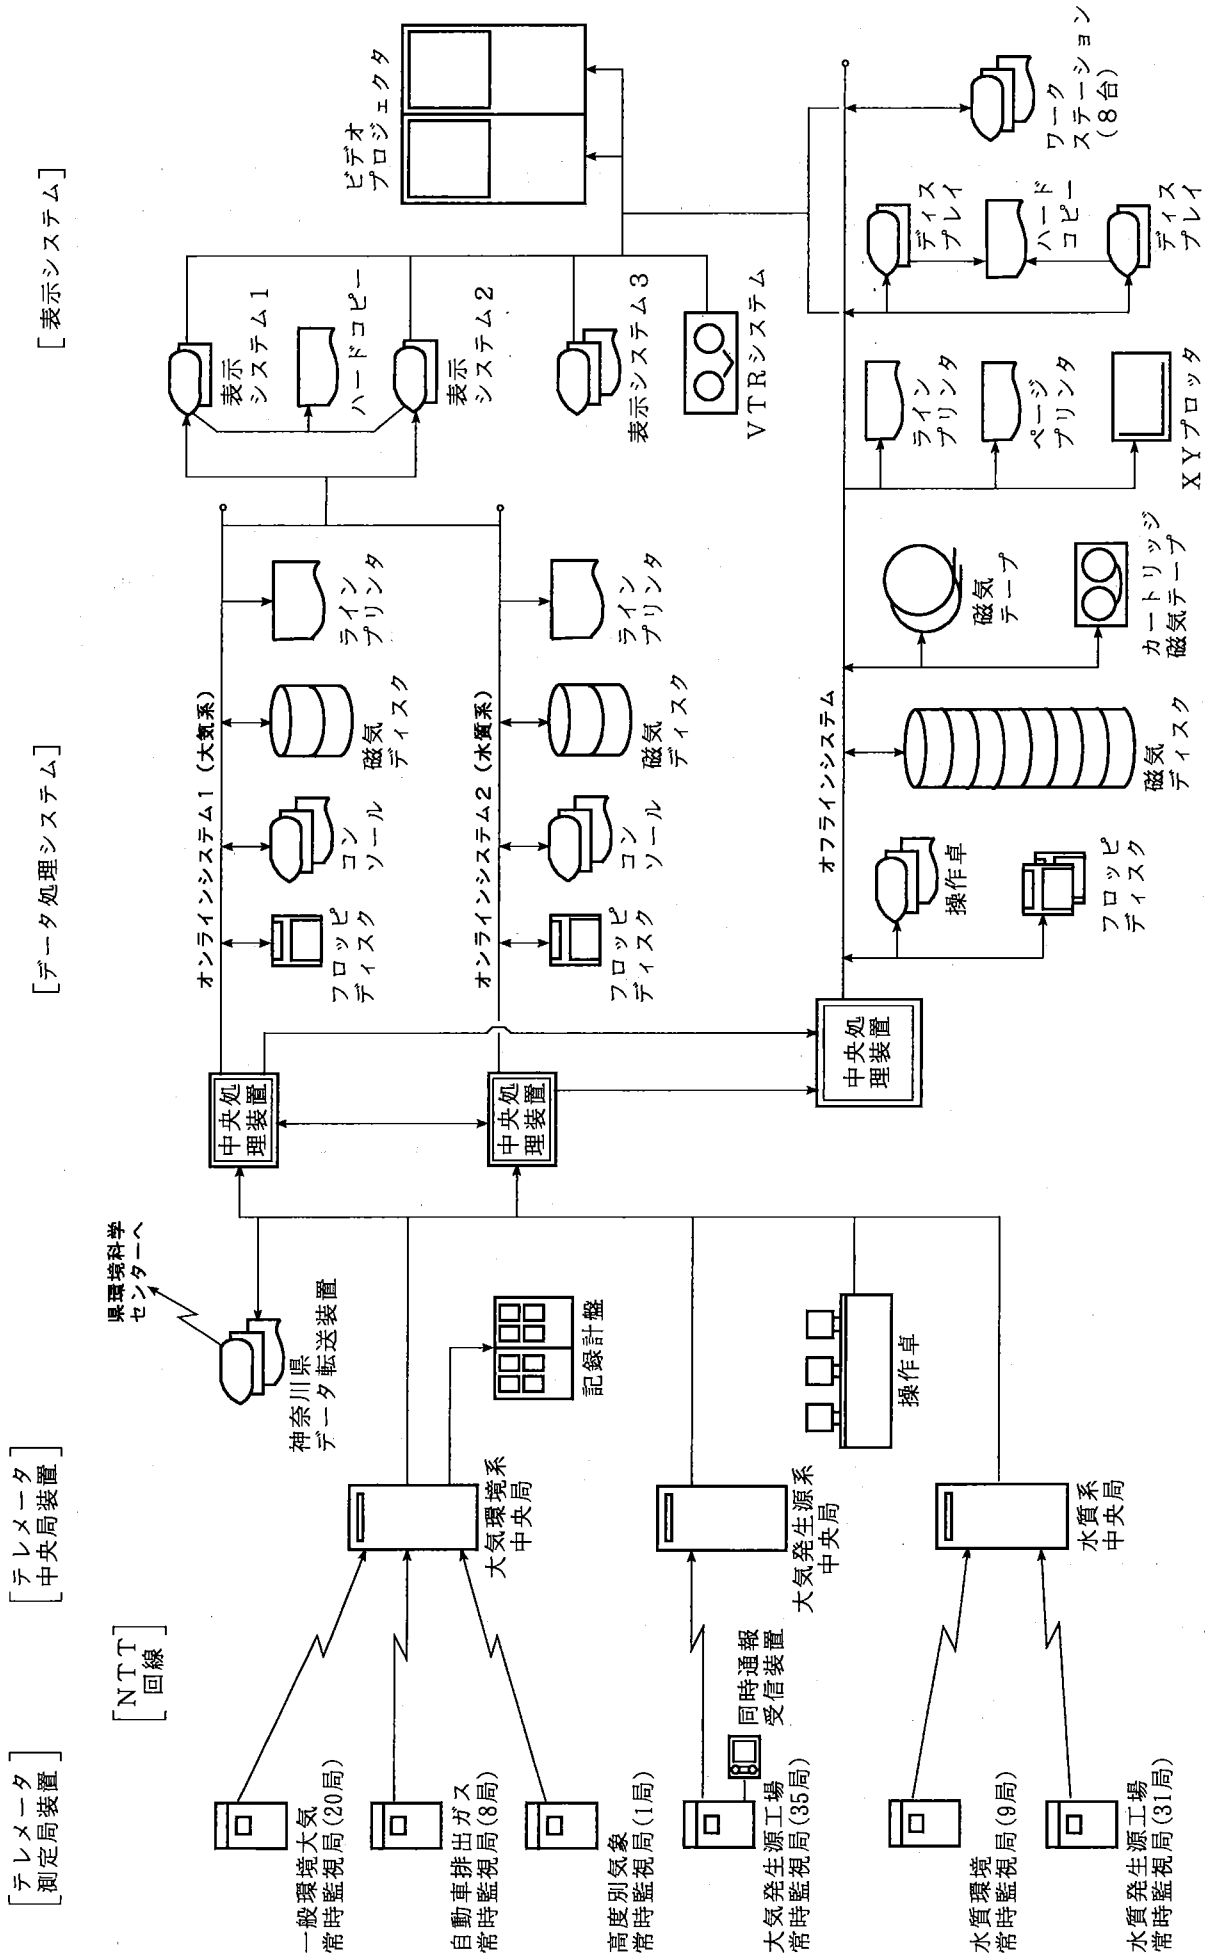 [テレメータ
測定局装置]
[NTT
回線]
[テレメータ
中央局装置]
[データ処理システム]
[表示システム]
一般環境大気
常時監視局(20局)
自動車排出ガス
常時監視局(8局)
高度別気象
常時監視局(1局)
大気発生源工場
常時監視局(35局)
同時通報
受信装置
水質環境
常時監視局(9局)
水質発生源工場
常時監視局(31局)
大気環境系
中央局
大気発生源系
中央局
水質系
中央局
県環境科学
センターへ
神奈川県
データ転送装置
記録計盤
操作卓
中央処
理装置
中央処
理装置
中央処
理装置
オンラインシステム1(大気系)
フロッピ
ディスク
コン
ソール
磁気
ディスク
ライン
プリンタ
オンラインシステム2(水質系)
フロッピ
ディスク
コン
ソール
磁気
ディスク
ライン
プリンタ
オフラインシステム
操作卓
フロッピ
ディスク
磁気
ディスク
磁気
テープ
カートリッジ
磁気テープ
ライン
プリンタ
ページ
プリンタ
XYプロッタ
ディス
プレイ
ハード
コピー
ディス
プレイ
ワーク
ステーション
(8台)
表示
システム1
ハードコピー
表示
システム2
表示システム3
VTRシステム
ビデオ
プロジェクタ